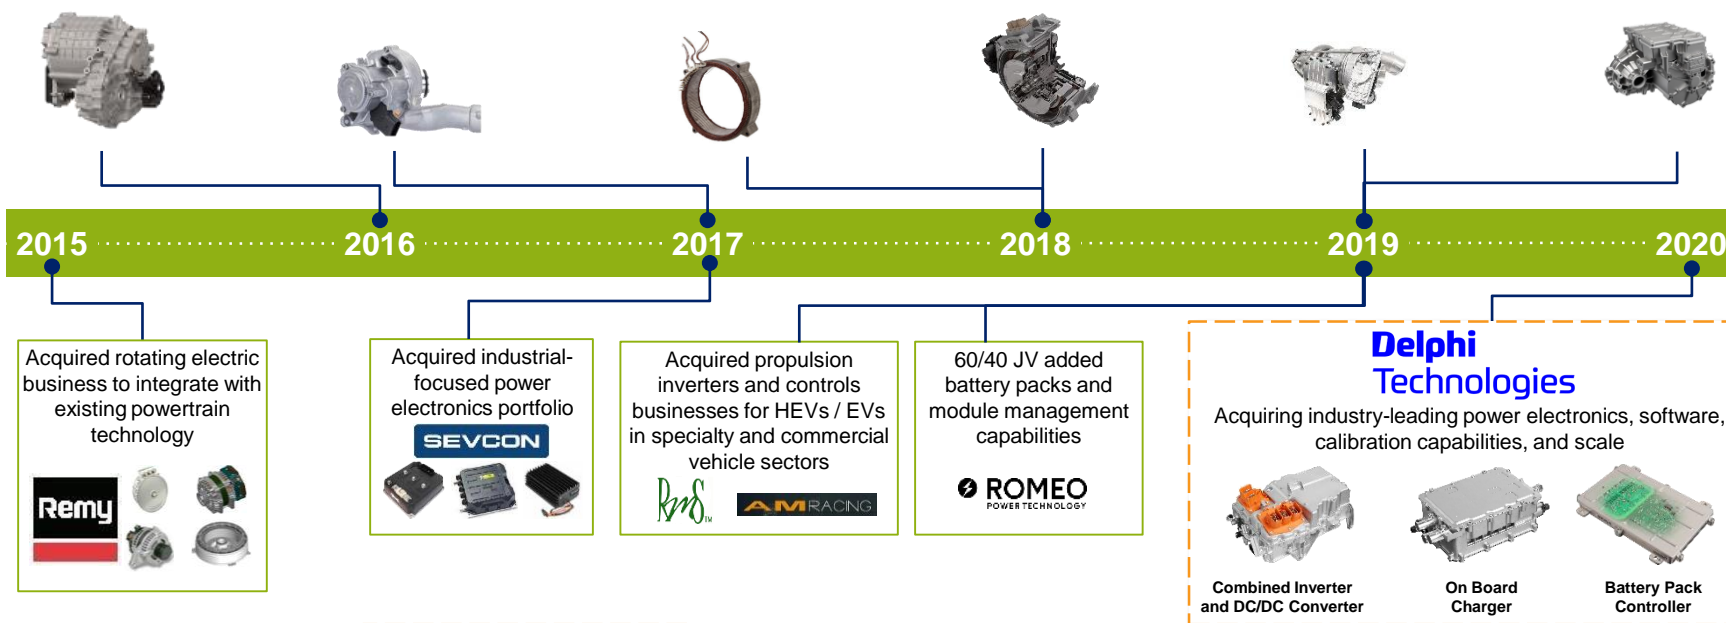 2015
2016
2017
2018
2019
2020
Acquired rotating electric
business to integrate with
existing powertrain
technology
Remy
Acquired industrial-
focused power
electronics portfolio
SEVCON
Acquired propulsion
inverters and controls
businesses for HEVs / EVs
in specialty and commercial
vehicle sectors
RMS TM
AM RACING
60/40 JV added
battery packs and
module management
capabilities
ROMEO
POWER TECHNOLOGY
Delphi
Technologies
Acquiring industry-leading power electronics, software,
calibration capabilities, and scale
Combined Inverter
and DC/DC Converter
On Board
Charger
Battery Pack
Controller